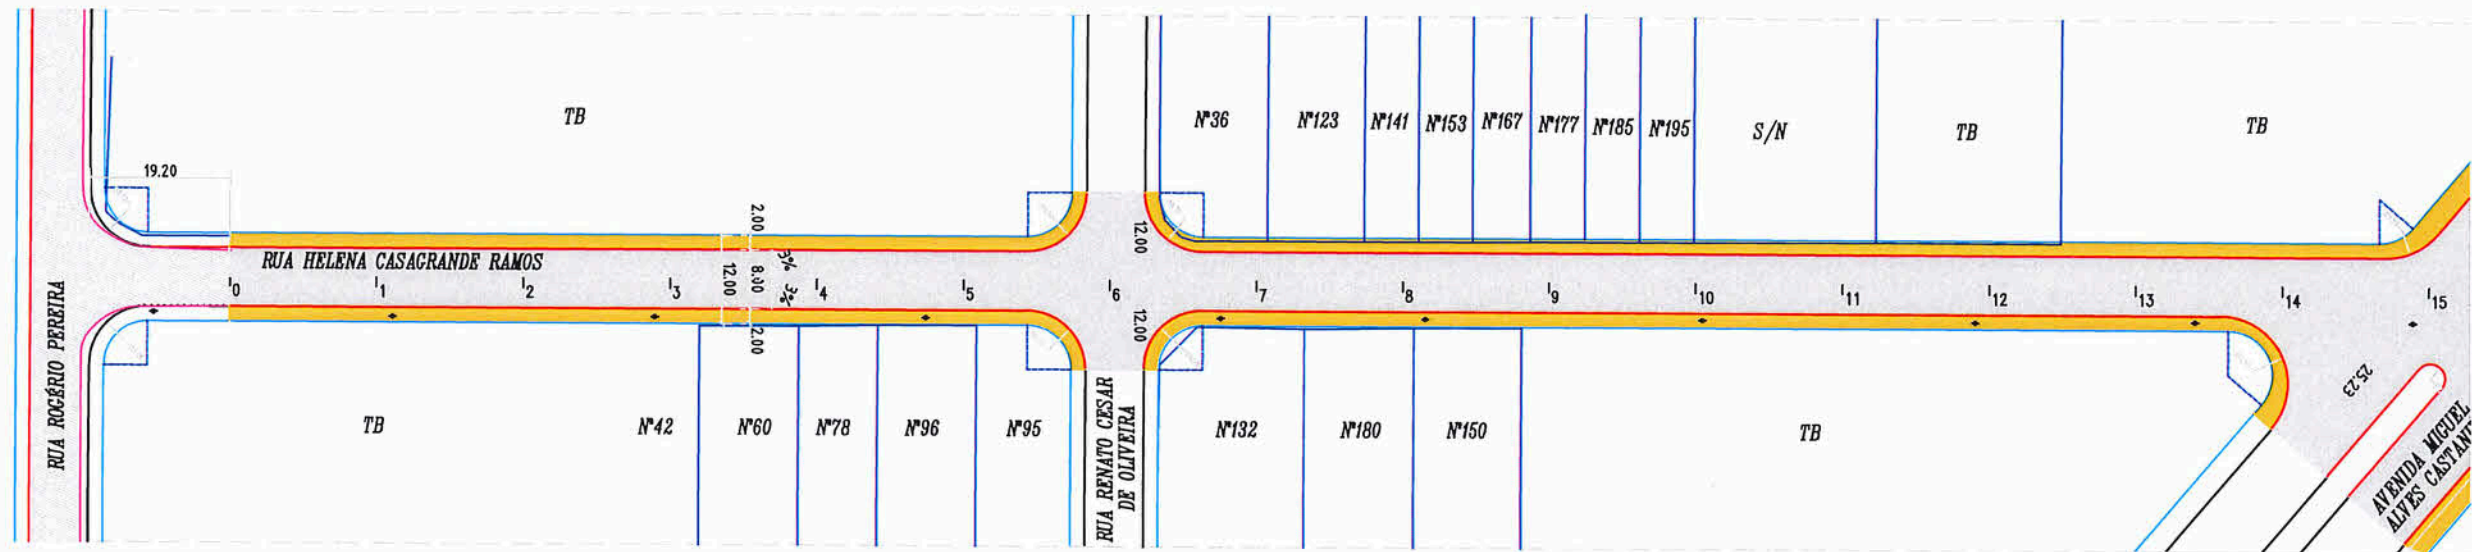 TB
N°36
N°123
N°141
N°153
N°167
N°177
N°185
N°195
S/N
TB
TB
19.20
2.00
12.00
8.00
2.00
3%
3%
12.00
12.00
RUA HELENA CASAGRANDE RAMOS
0
1
2
3
4
5
6
7
8
9
10
11
12
13
14
15
RUA ROGÉRIO PEREIRA
TB
N°42
N°60
N°78
N°96
N°95
RUA RENATO CESAR
DE OLIVEIRA
N°132
N°180
N°150
TB
25.23
AVENIDA MIGUEL
ALVES